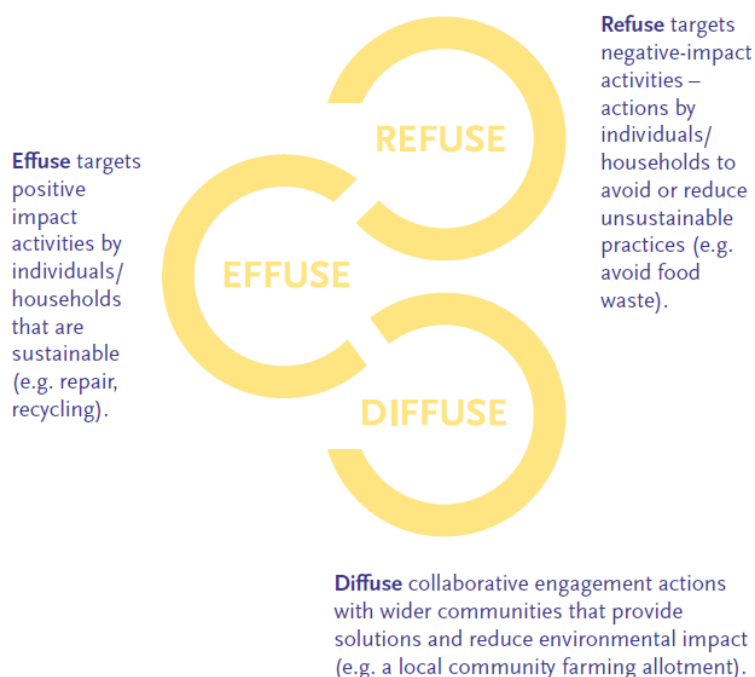 Refuse targets
negative-impact
activities –
actions by
individuals/
households to
avoid or reduce
unsustainable
practices (e.g.
avoid food
waste).
REFUSE
Effuse targets
positive
impact
activities by
individuals/
households
that are
sustainable
(e.g. repair,
recycling).
EFFUSE
DIFFUSE
Diffuse collaborative engagement actions
with wider communities that provide
solutions and reduce environmental impact
(e.g. a local community farming allotment).